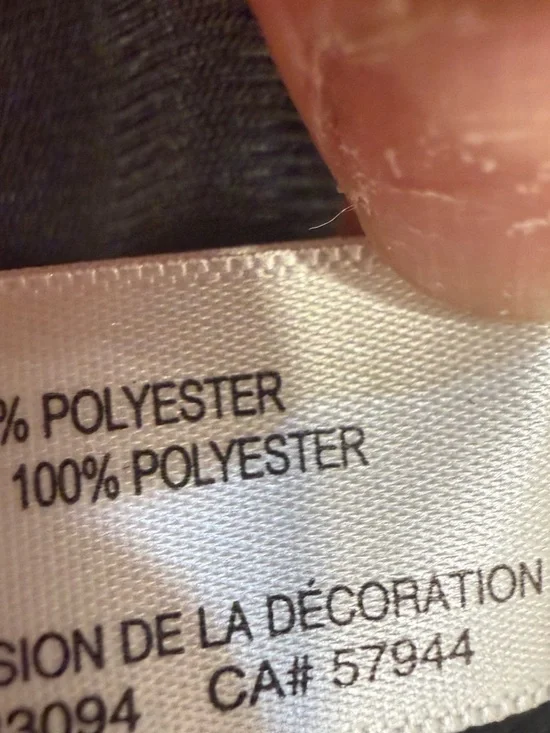 % POLYESTER
100% POLYESTER
SION DE LA DÉCORATION
3094 CA# 57944